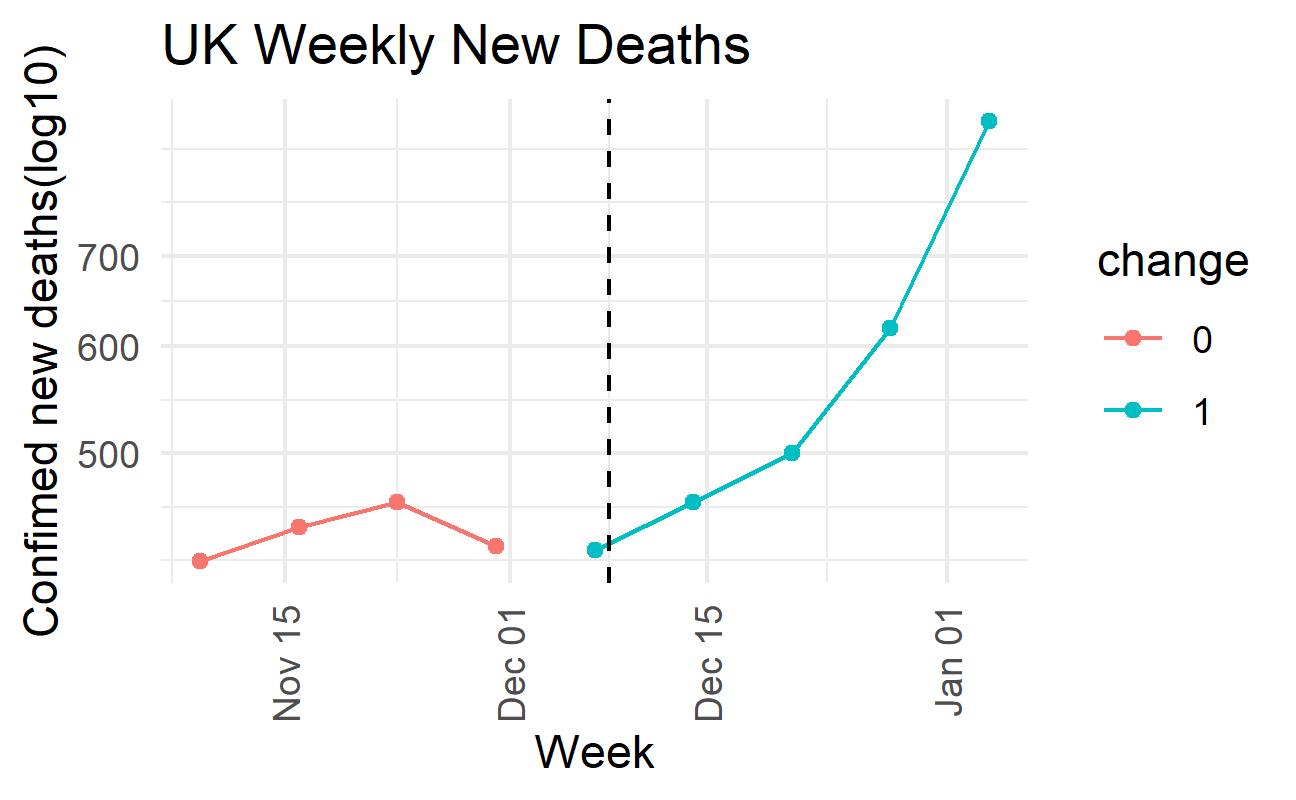 UK Weekly New Deaths
Confimed new deaths(log10)
700
600
500
Nov 15
Dec 01
Dec 15
Jan 01
Week
change
0
1